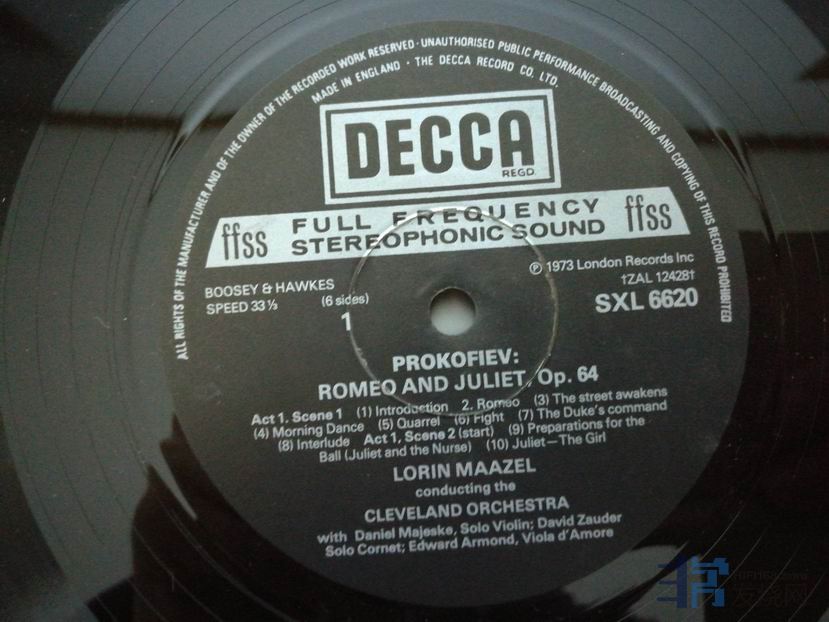 ALL RIGHTS OF THE MANUFACTURER AND OF THE OWNER OF THE RECORDED WORK RESERVED · UNAUTHORISED PUBLIC PERFORMANCE BROADCASTING AND COPYING OF THIS RECORD PROHIBITED
MADE IN ENGLAND · THE DECCA RECORD CO. LTD.
DECCA
REGD.
ffss FULL FREQUENCY ffss
STEREOPHONIC SOUND
℗ 1973 London Records Inc
BOOSEY & HAWKES †ZAL 12428†
SPEED 33⅓ (6 sides) SXL 6620
1
PROKOFIEV:
ROMEO AND JULIET, Op. 64
Act 1. Scene 1 (1) Introduction 2. Romeo (3) The street awakens
(4) Morning Dance (5) Quarrel (6) Fight (7) The Duke's command
(8) Interlude Act 1, Scene 2 (start) (9) Preparations for the
Ball (Juliet and the Nurse) (10) Juliet—The Girl
LORIN MAAZEL
conducting the
CLEVELAND ORCHESTRA
with Daniel Majeske, Solo Violin; David Zauder
Solo Cornet; Edward Armond, Viola d'Amore
发烧网